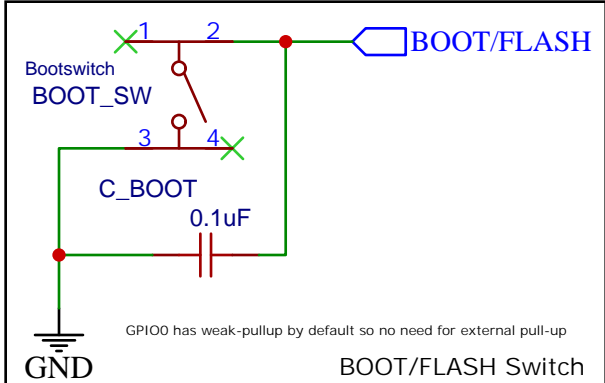 1 2
BOOT/FLASH
Bootswitch
BOOT_SW
3 4
C_BOOT
0.1uF
GPIO0 has weak-pullup by default so no need for external pull-up
GND
BOOT/FLASH Switch